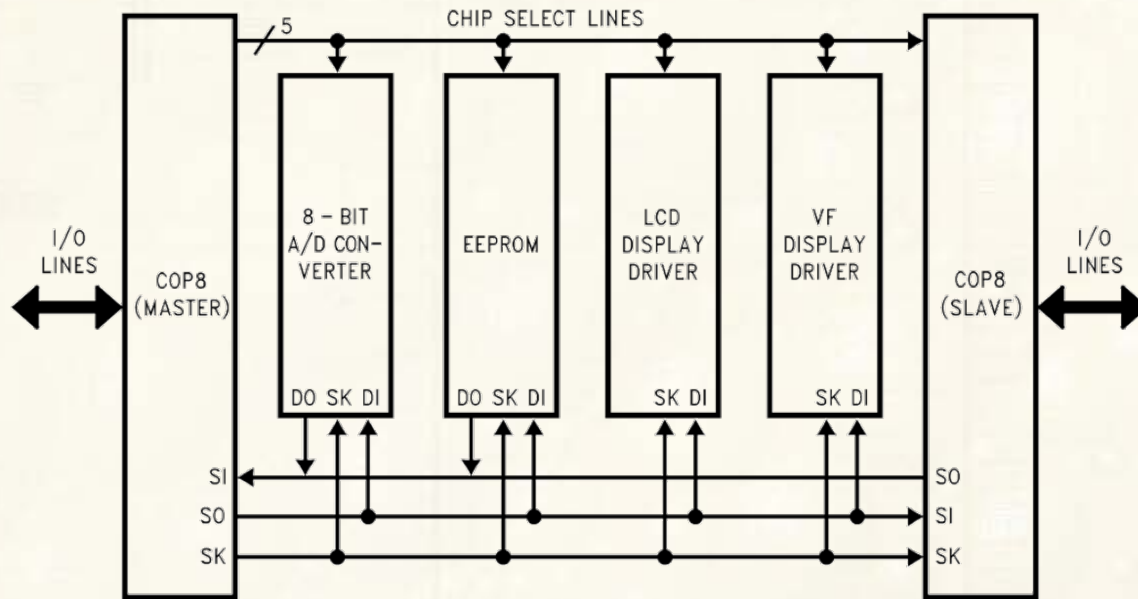 CHIP SELECT LINES
5
I/O
LINES
COP8
(MASTER)
8 - BIT
A/D CON-
VERTER
EEPROM
LCD
DISPLAY
DRIVER
VF
DISPLAY
DRIVER
COP8
(SLAVE)
I/O
LINES
DO SK DI
DO SK DI
SK DI
SK DI
SI
SO
SO
SI
SK
SK